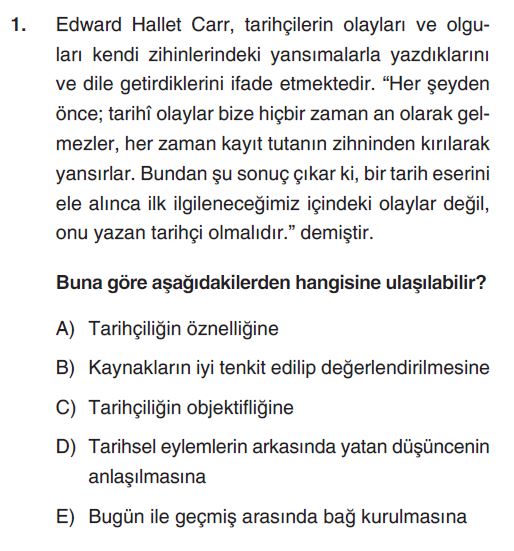 1. Edward Hallet Carr, tarihçilerin olayları ve olgu-
ları kendi zihinlerindeki yansımalarla yazdıklarını
ve dile getirdiklerini ifade etmektedir. “Her şeyden
önce; tarihî olaylar bize hiçbir zaman an olarak gel-
mezler, her zaman kayıt tutanın zihninden kırılarak
yansırlar. Bundan şu sonuç çıkar ki, bir tarih eserini
ele alınca ilk ilgileneceğimiz içindeki olaylar değil,
onu yazan tarihçi olmalıdır.” demiştir.
Buna göre aşağıdakilerden hangisine ulaşılabilir?
A) Tarihçiliğin öznelliğine
B) Kaynakların iyi tenkit edilip değerlendirilmesine
C) Tarihçiliğin objektifliğine
D) Tarihsel eylemlerin arkasında yatan düşüncenin
anlaşılmasına
E) Bugün ile geçmiş arasında bağ kurulmasına